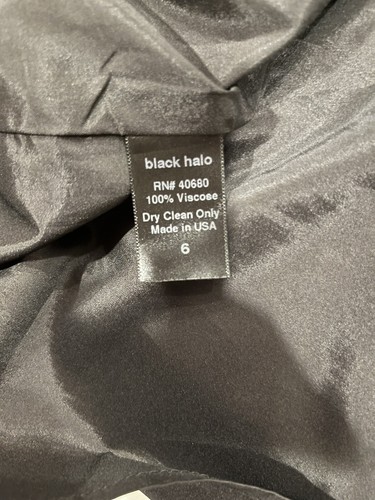 black halo
RN# 40680
100% Viscose
Dry Clean Only
Made in USA
6